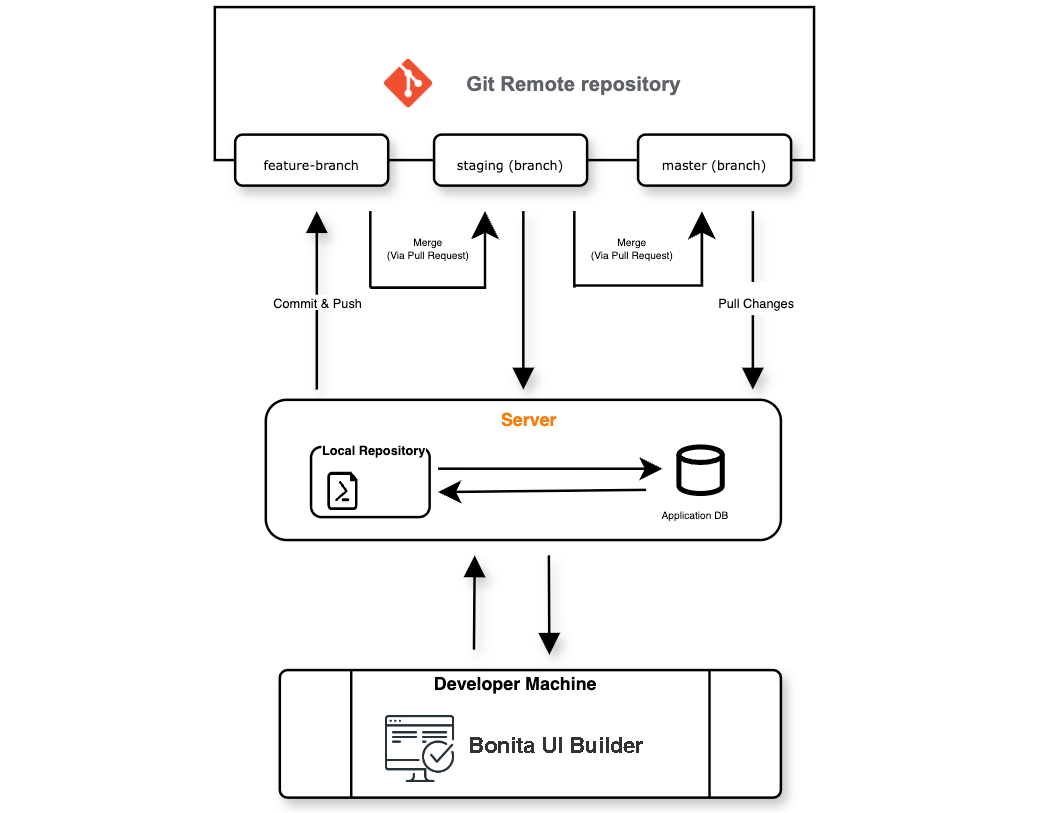 Git Remote repository
feature-branch
staging (branch)
master (branch)
Merge
(Via Pull Request)
Merge
(Via Pull Request)
Commit & Push
Pull Changes
Server
Local Repository
Application DB
Developer Machine
Bonita UI Builder